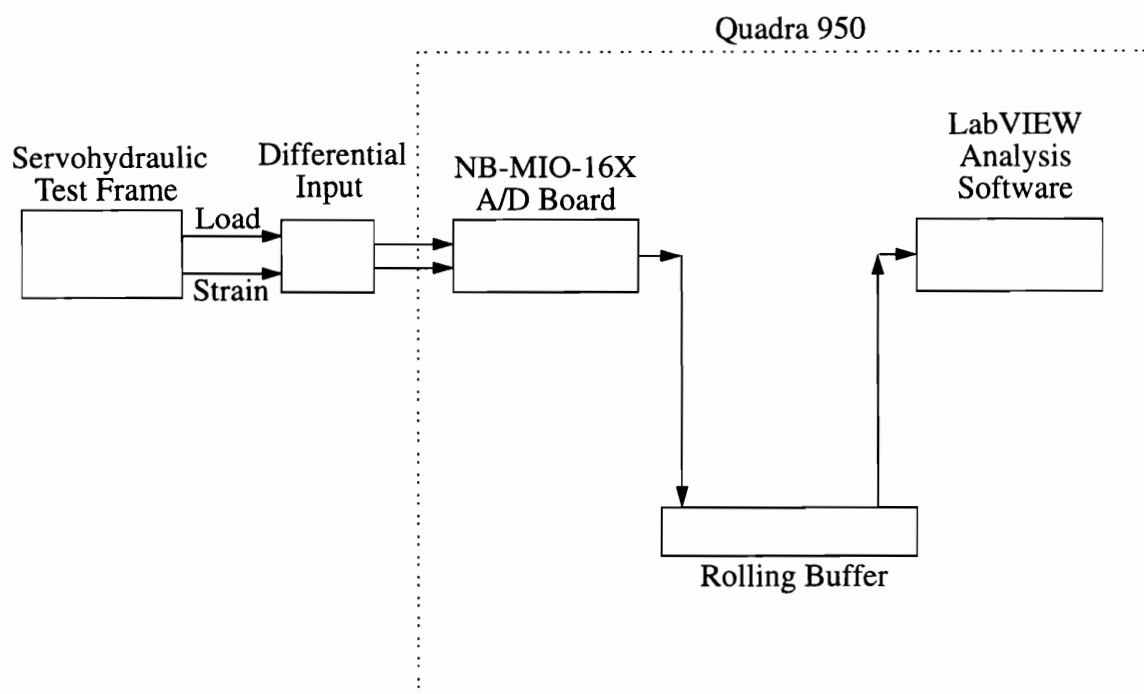 Quadra 950
Servohydraulic
Test Frame
Load
Strain
Differential
Input
NB-MIO-16X
A/D Board
LabVIEW
Analysis
Software
Rolling Buffer